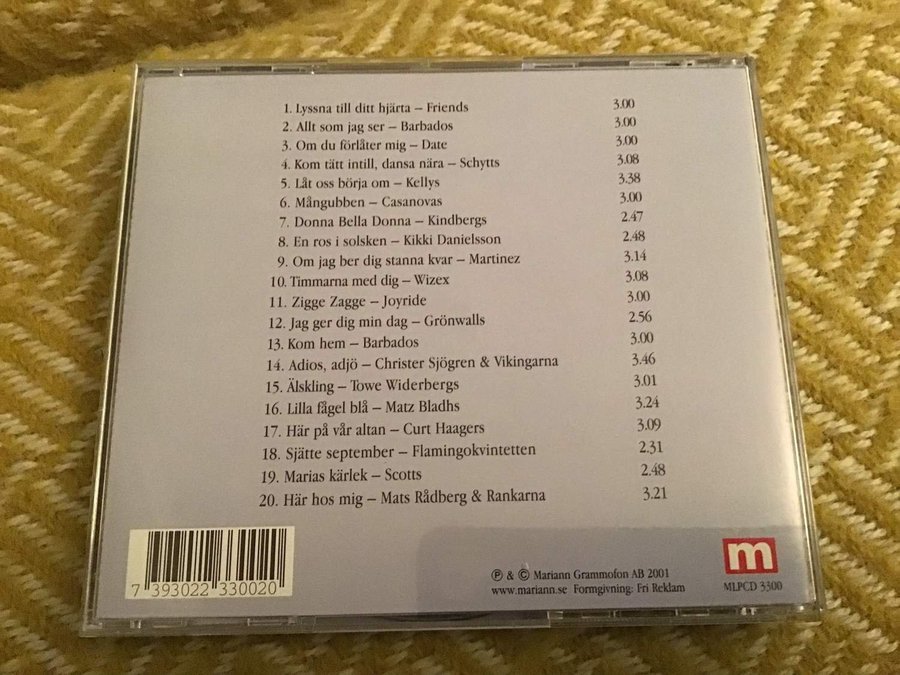 1. Lyssna till ditt hjärta – Friends 3.00
2. Allt som jag ser – Barbados 3.00
3. Om du förlåter mig – Date 3.00
4. Kom tätt intill, dansa nära – Schytts 3.08
5. Låt oss börja om – Kellys 3.38
6. Mångubben – Casanovas 3.00
7. Donna Bella Donna – Kindbergs 2.47
8. En ros i solsken – Kikki Danielsson 2.48
9. Om jag ber dig stanna kvar – Martinez 3.14
10. Timmarna med dig – Wizex 3.08
11. Zigge Zagge – Joyride 3.00
12. Jag ger dig min dag – Grönwalls 2.56
13. Kom hem – Barbados 3.00
14. Adios, adjö – Christer Sjögren & Vikingarna 3.46
15. Älskling – Towe Widerbergs 3.01
16. Lilla fågel blå – Matz Bladhs 3.24
17. Här på vår altan – Curt Haagers 3.09
18. Sjätte september – Flamingokvintetten 2.31
19. Marias kärlek – Scotts 2.48
20. Här hos mig – Mats Rådberg & Rankarna 3.21
7 393022 330020
℗ & © Mariann Grammofon AB 2001
www.mariann.se Formgivning: Fri Reklam
m
MLPCD 3300